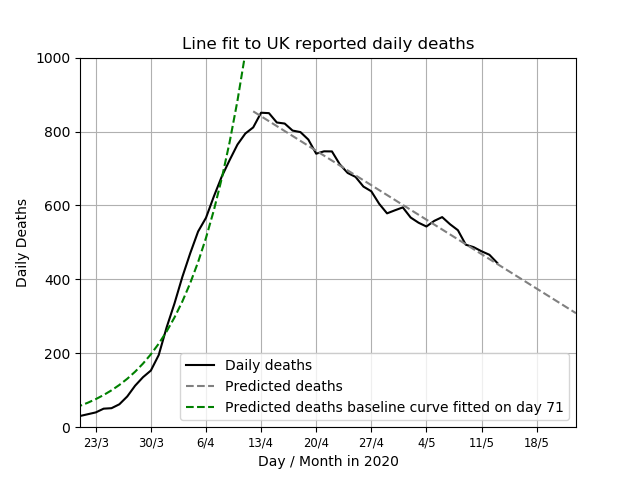 Line fit to UK reported daily deaths
1000
800
600
400
200
0
Daily Deaths
Daily deaths
Predicted deaths
Predicted deaths baseline curve fitted on day 71
23/3 30/3 6/4 13/4 20/4 27/4 4/5 11/5 18/5
Day / Month in 2020